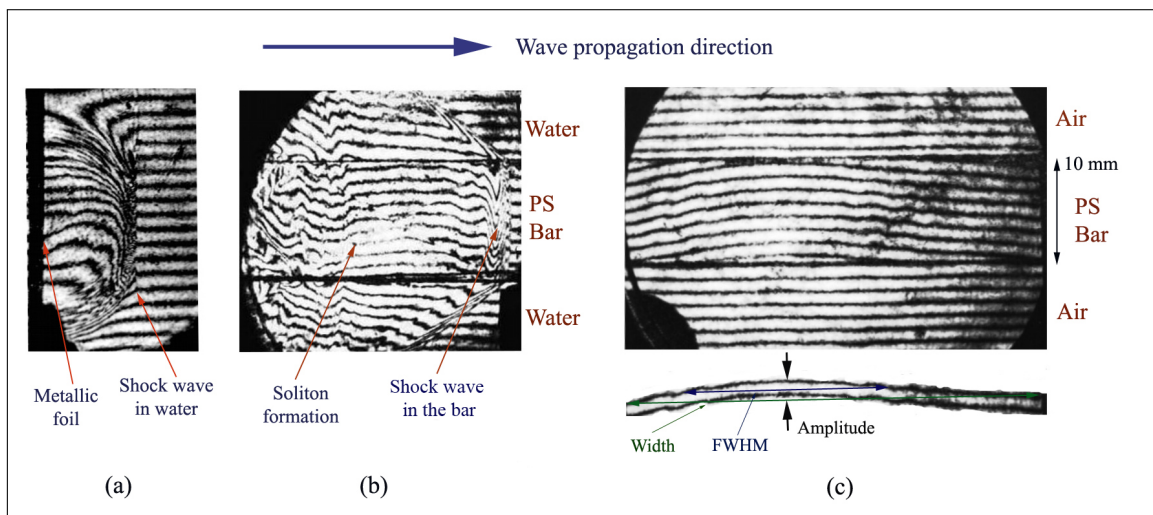 Wave propagation direction
Water
PS
Bar
Water
Metallic
foil
Shock wave
in water
Soliton
formation
Shock wave
in the bar
Air
10 mm
PS
Bar
Air
Amplitude
Width
FWHM
(a)
(b)
(c)